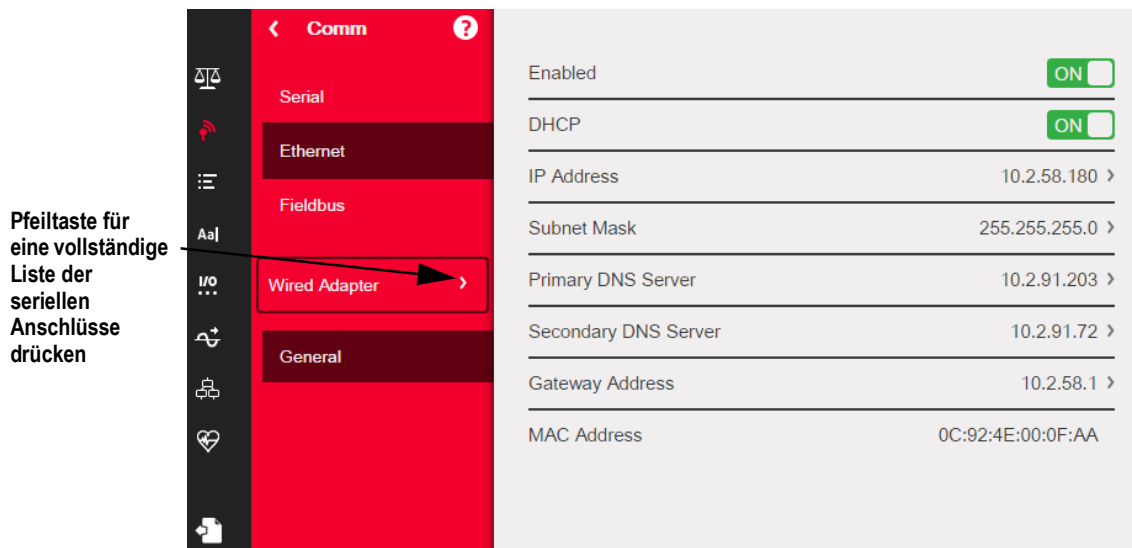 Pfeiltaste für
eine vollständige
Liste der
seriellen
Anschlüsse
drücken
Aa
I/O
Comm
?
Serial
Ethernet
Fieldbus
Wired Adapter
General
Enabled ON
DHCP ON
IP Address 10.2.58.180
Subnet Mask 255.255.255.0
Primary DNS Server 10.2.91.203
Secondary DNS Server 10.2.91.72
Gateway Address 10.2.58.1
MAC Address 0C:92:4E:00:0F:AA